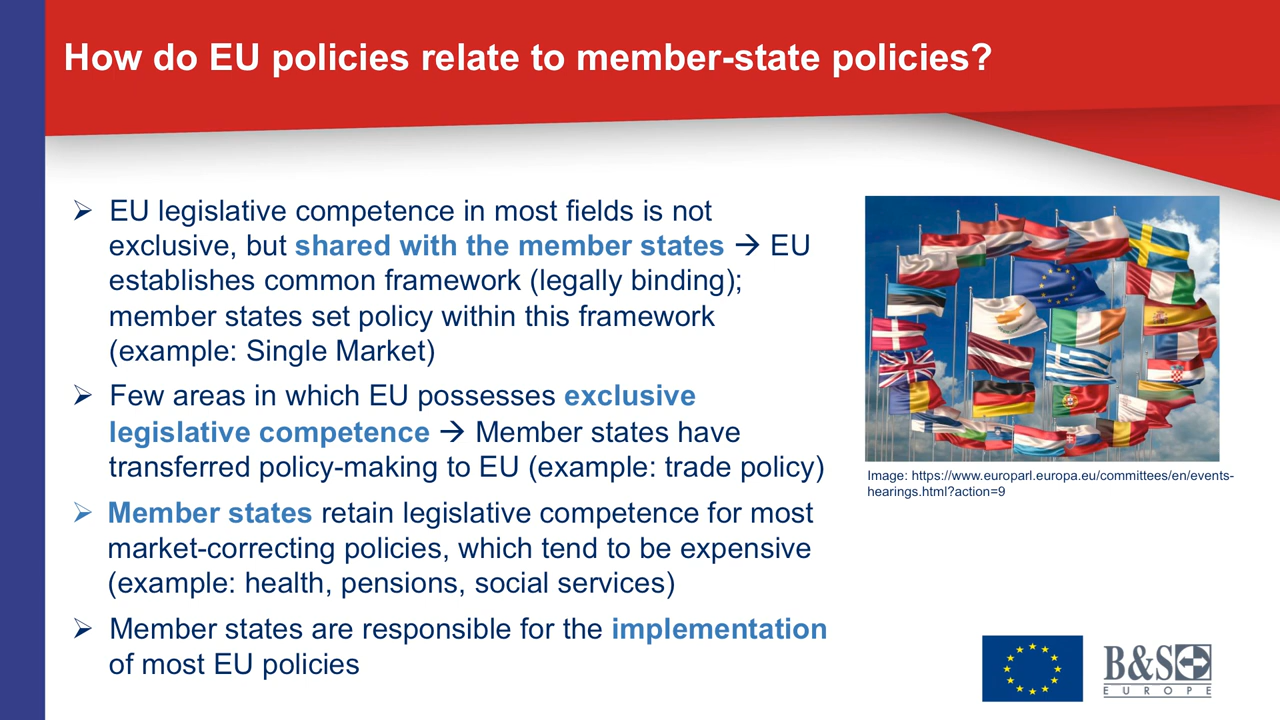 How do EU policies relate to member-state policies?
➢ EU legislative competence in most fields is not
exclusive, but shared with the member states → EU
establishes common framework (legally binding);
member states set policy within this framework
(example: Single Market)
➢ Few areas in which EU possesses exclusive
legislative competence → Member states have
transferred policy-making to EU (example: trade policy)
➢ Member states retain legislative competence for most
market-correcting policies, which tend to be expensive
(example: health, pensions, social services)
➢ Member states are responsible for the implementation
of most EU policies
Image: https://www.europarl.europa.eu/committees/en/events-
hearings.html?action=9
B&S
EUROPE